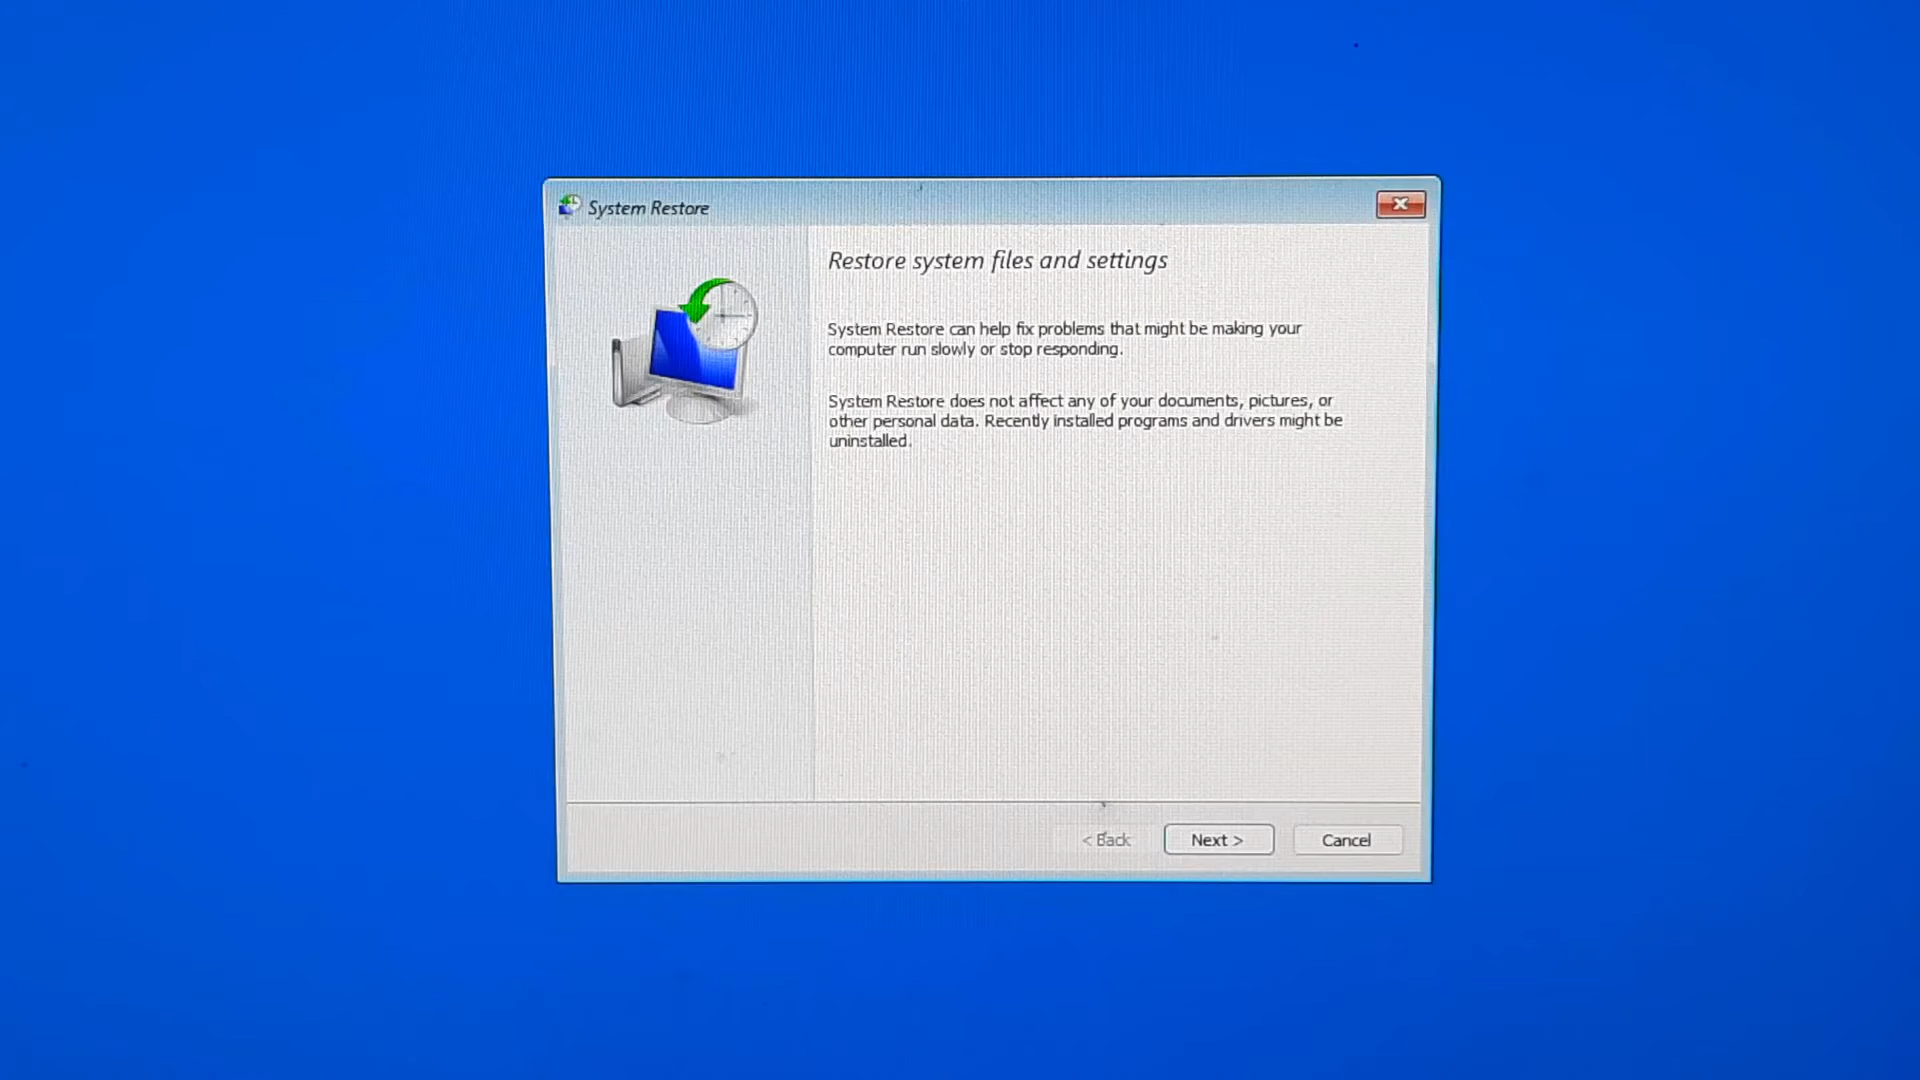 System Restore
Restore system files and settings
System Restore can help fix problems that might be making your
computer run slowly or stop responding.
System Restore does not affect any of your documents, pictures, or
other personal data. Recently installed programs and drivers might be
uninstalled.
< Back Next > Cancel